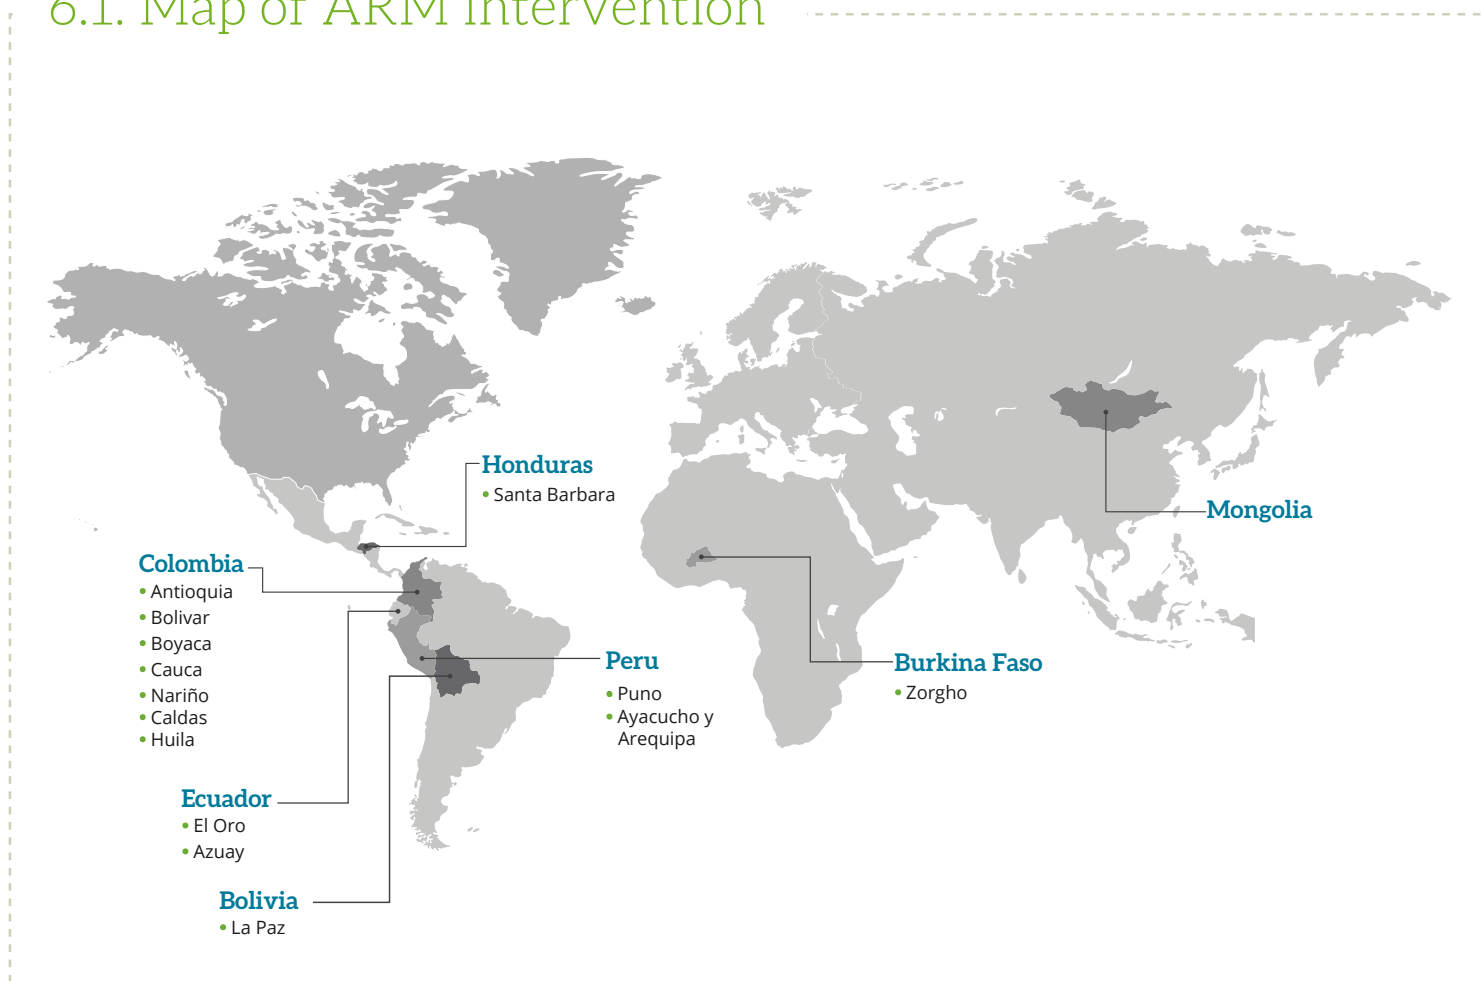 6.1. Map of ARM intervention
Honduras
• Santa Barbara
Mongolia
Colombia
• Antioquia
• Bolivar
• Boyaca
• Cauca
• Nariño
• Caldas
• Huila
Peru
• Puno
• Ayacucho y
Arequipa
Burkina Faso
• Zorgho
Ecuador
• El Oro
• Azuay
Bolivia
• La Paz